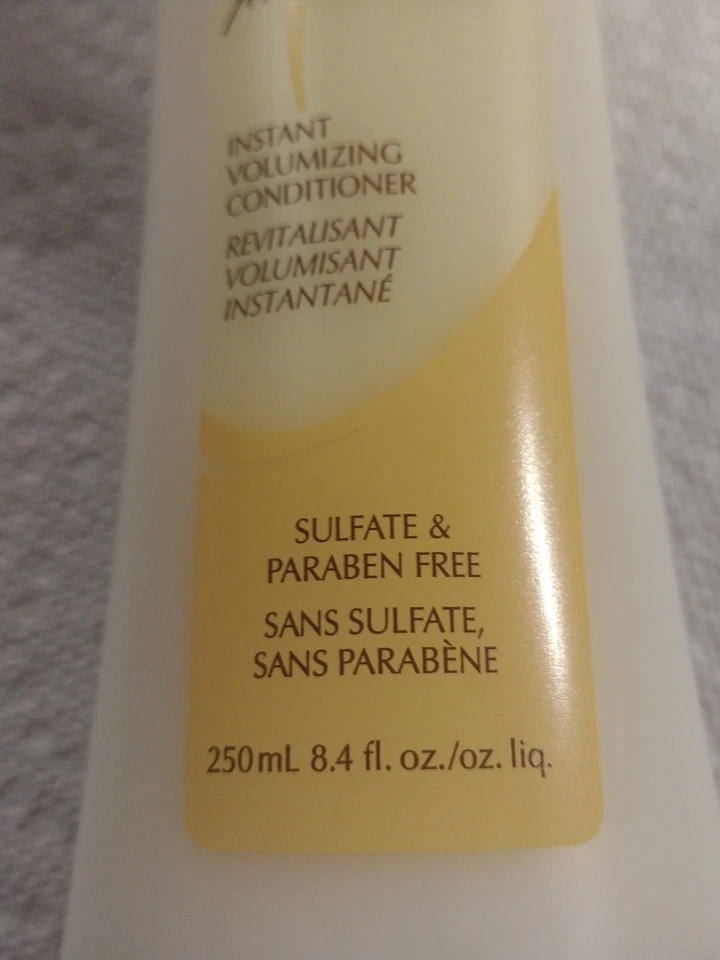 INSTANT
VOLUMIZING
CONDITIONER
REVITALISANT
VOLUMISANT
INSTANTANÉ
SULFATE &
PARABEN FREE
SANS SULFATE,
SANS PARABÈNE
250mL 8.4 fl. oz./oz. liq.